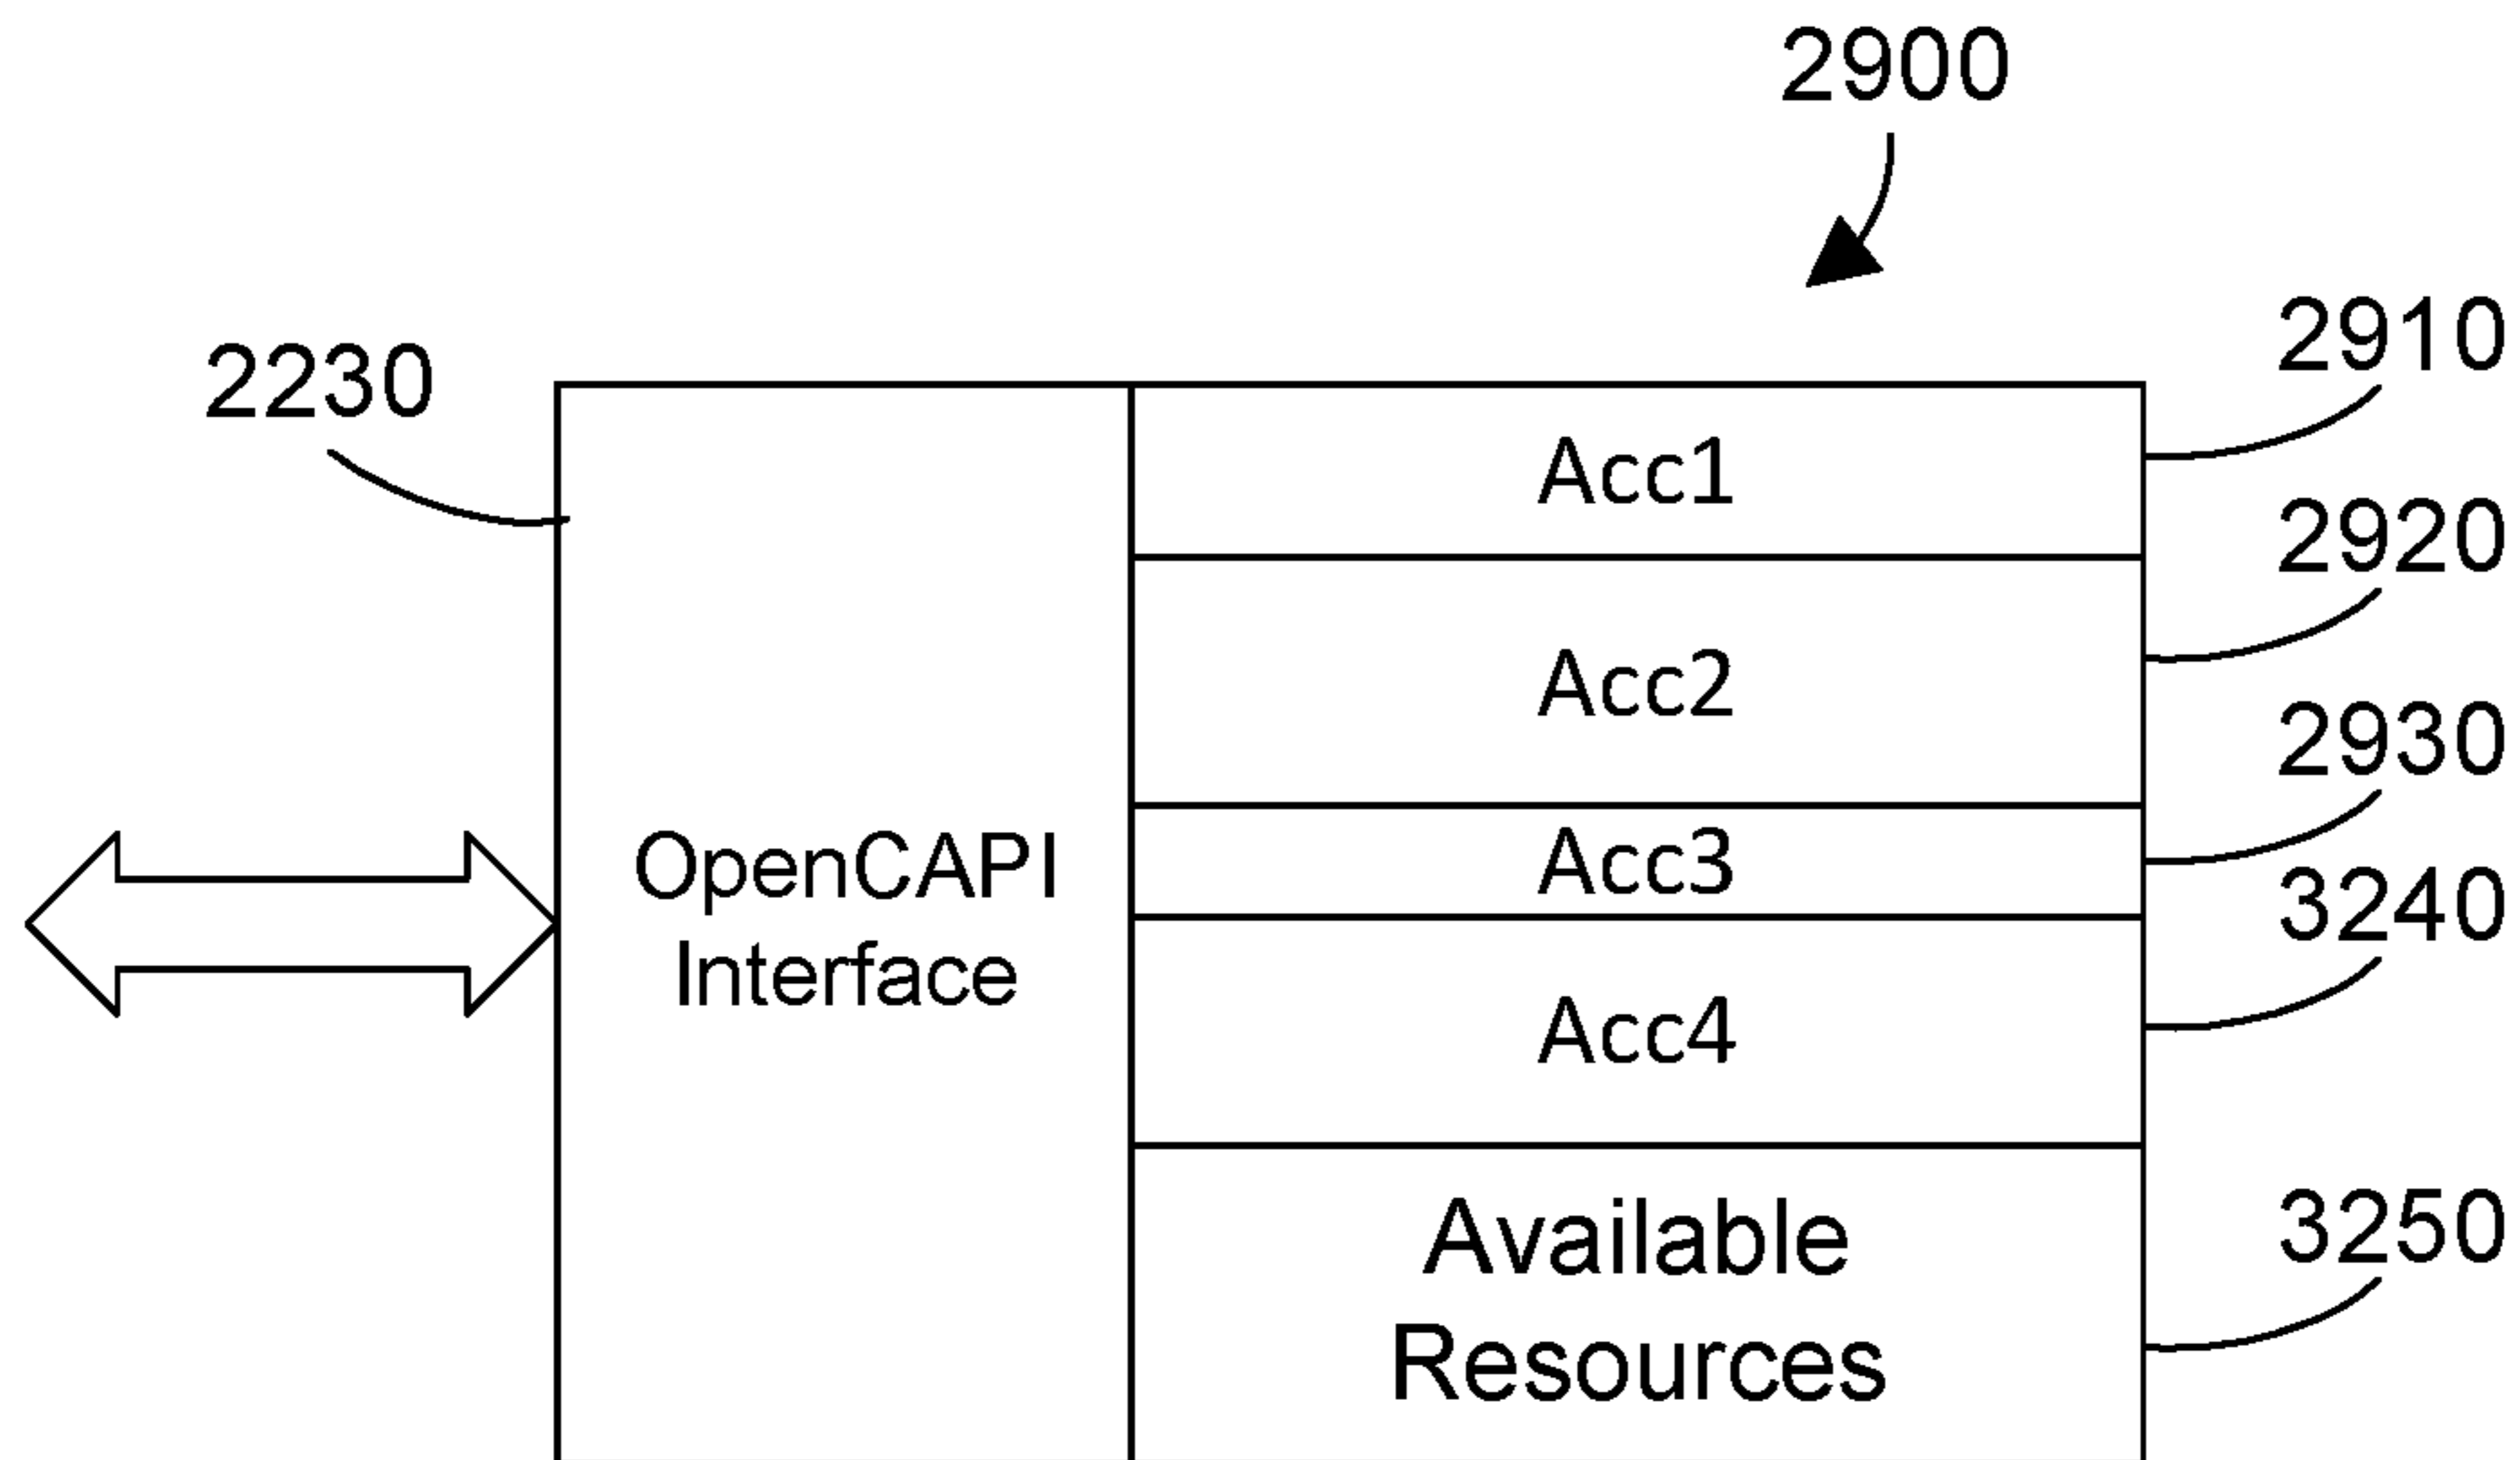 2900
2230
2910
Acc1
2920
Acc2
2930
Acc3
OpenCAPI
Interface
3240
Acc4
3250
Available
Resources